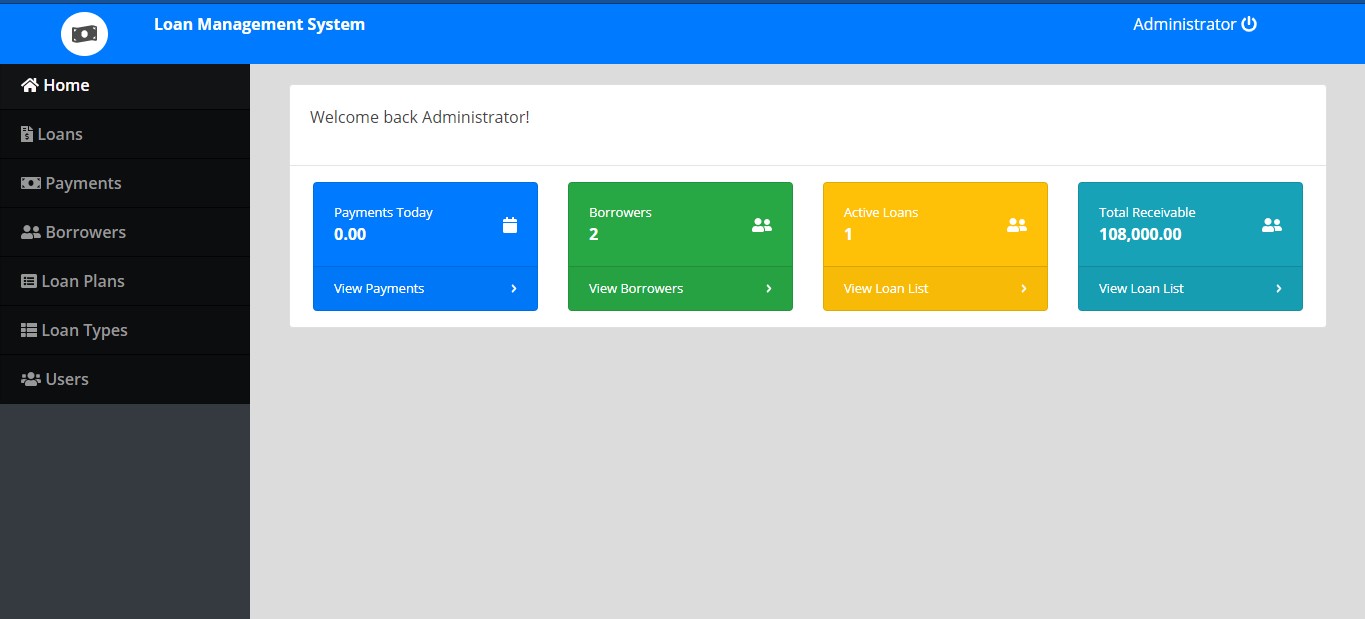 Loan Management System
Administrator
Home
Loans
Payments
Borrowers
Loan Plans
Loan Types
Users
Welcome back Administrator!
Payments Today
0.00
View Payments
Borrowers
2
View Borrowers
Active Loans
1
View Loan List
Total Receivable
108,000.00
View Loan List